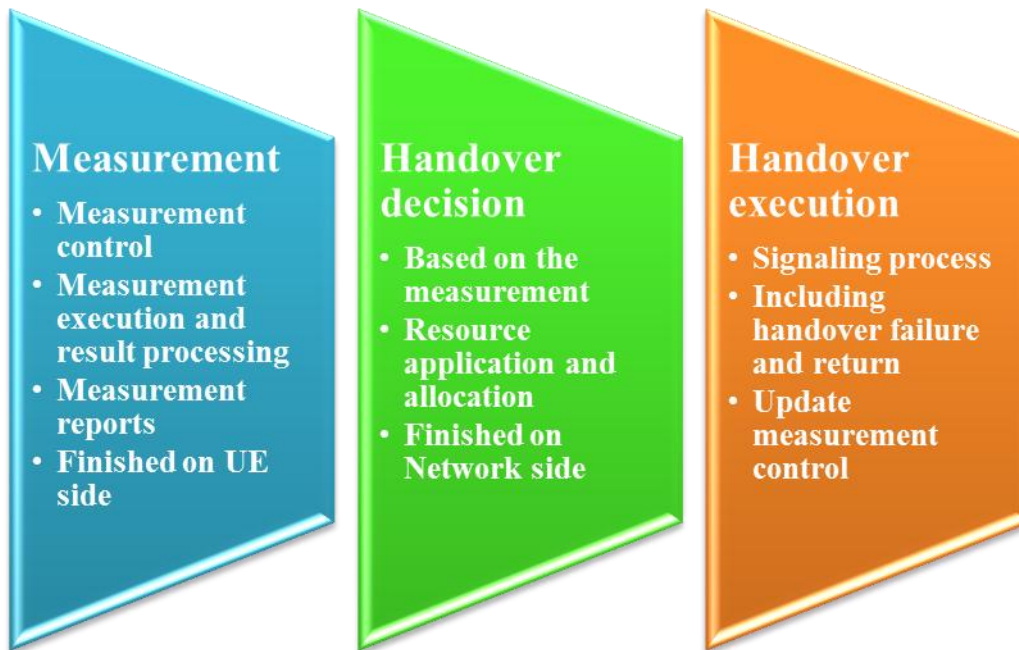 Measurement
• Measurement
control
• Measurement
execution and
result processing
• Measurement
reports
• Finished on UE
side
Handover
decision
• Based on the
measurement
• Resource
application and
allocation
• Finished on
Network side
Handover
execution
• Signaling process
• Including
handover failure
and return
• Update
measurement
control